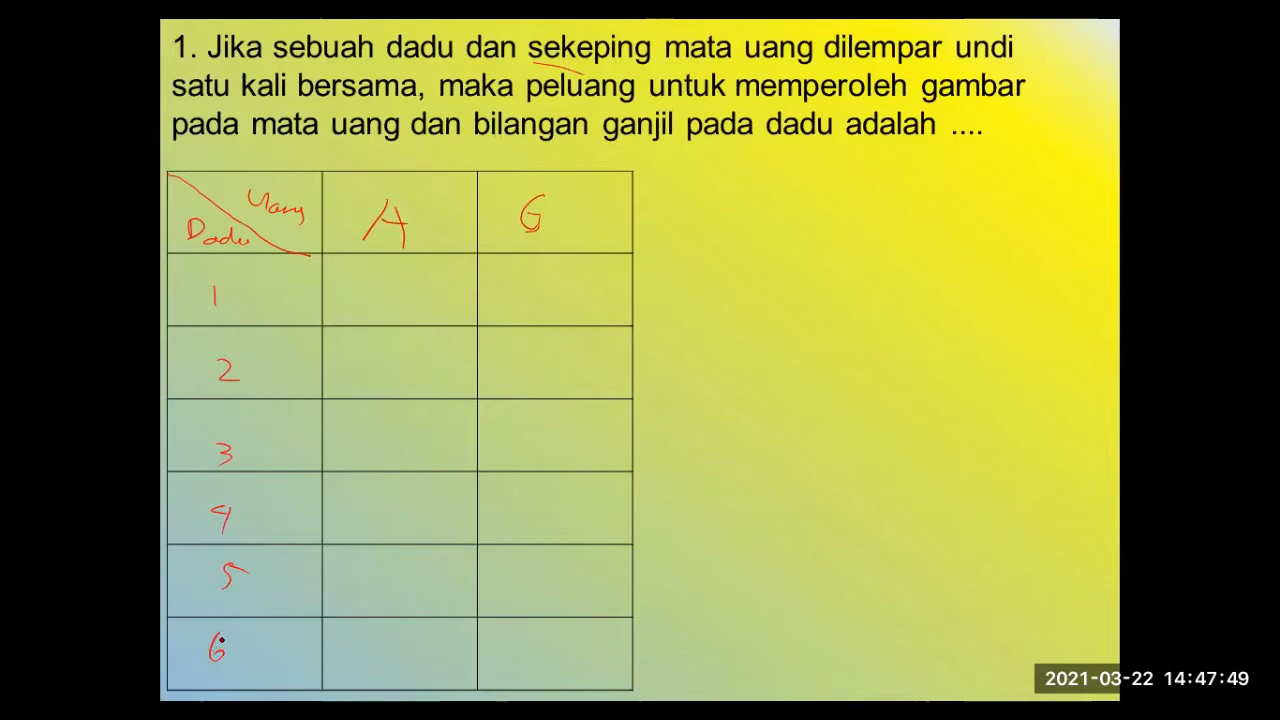 1. Jika sebuah dadu dan sekeping mata uang dilempar undi
satu kali bersama, maka peluang untuk memperoleh gambar
pada mata uang dan bilangan ganjil pada dadu adalah ....
Uang
Dadu
A
G
1
2
3
4
5
6
2021-03-22 14:47:49